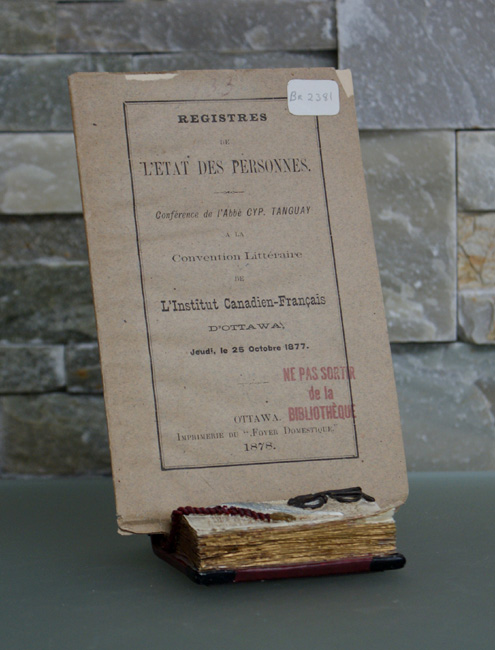 Ba 2381
REGISTRES
DE
L'ETAT DES PERSONNES.
Conférence de l'Abbé CYP. TANGUAY
A LA
Convention Littéraire
DE
L'Institut Canadien-Français
D'OTTAWA,
Jeudi, le 25 Octobre 1877.
NE PAS SORTIR
de la
BIBLIOTHÈQUE
OTTAWA.
IMPRIMERIE DU "FOYER DOMESTIQUE,"
1878.